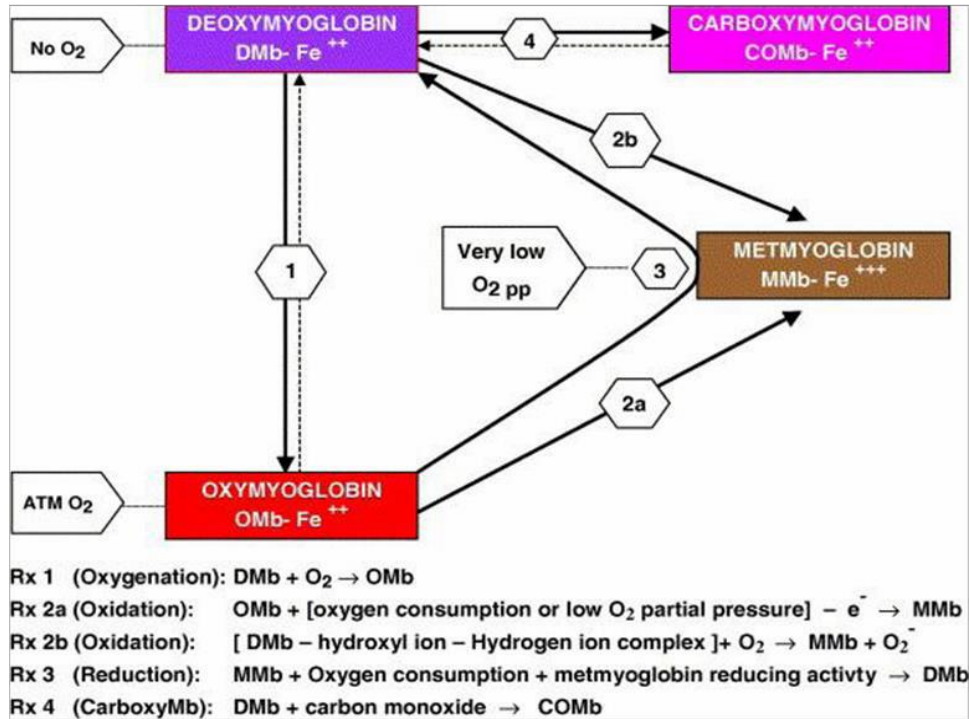 No O2
DEOXYMYOGLOBIN
DMb- Fe ++
4
CARBOXYMYOGLOBIN
COMb- Fe ++
2b
1
Very low
O2 pp
3
METMYOGLOBIN
MMb- Fe +++
2a
ATM O2
OXYMYOGLOBIN
OMb- Fe ++
Rx 1 (Oxygenation): DMb + O2 → OMb
Rx 2a (Oxidation): OMb + [oxygen consumption or low O2 partial pressure] – e- → MMb
Rx 2b (Oxidation): [ DMb – hydroxyl ion – Hydrogen ion complex ]+ O2 → MMb + O2-
Rx 3 (Reduction): MMb + Oxygen consumption + metmyoglobin reducing activty → DMb
Rx 4 (CarboxyMb): DMb + carbon monoxide → COMb